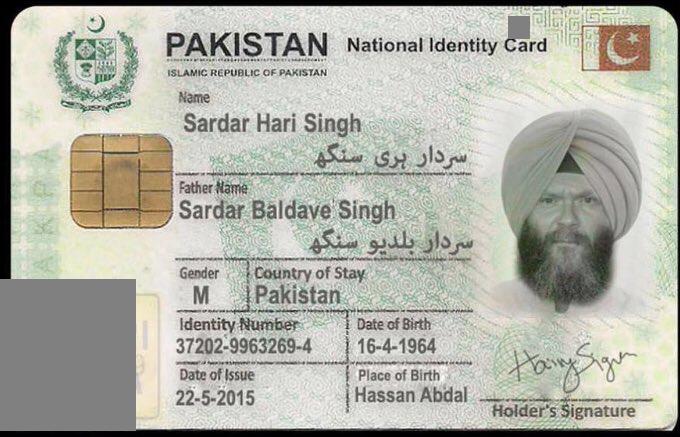 PAKISTAN National Identity Card
ISLAMIC REPUBLIC OF PAKISTAN
Name
Sardar Hari Singh
سردار ہری سنگھ
Father Name
Sardar Baldave Singh
سردار بلدیو سنگھ
Gender Country of Stay
M Pakistan
Identity Number Date of Birth
37202-9963269-4 16-4-1964
Date of Issue Place of Birth
22-5-2015 Hassan Abdal
Holder's Signature